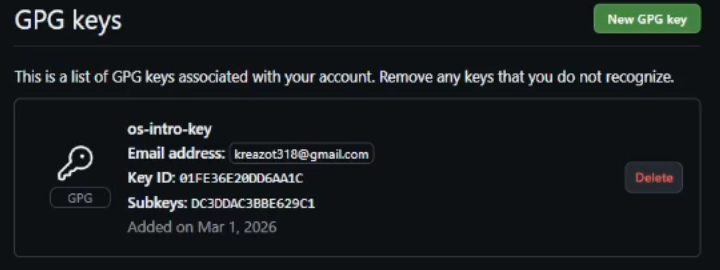 GPG keys
New GPG key
This is a list of GPG keys associated with your account. Remove any keys that you do not recognize.
os-intro-key
Email address: kreazot318@gmail.com
Key ID: 01FE36E20DD6AA1C
GPG
Delete
Subkeys: DC3DDAC3BBE629C1
Added on Mar 1, 2026